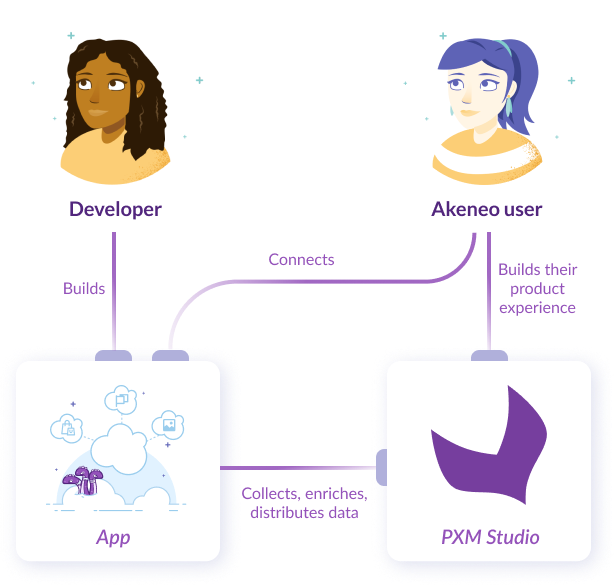 Developer
Akeneo user
Connects
Builds
Builds their
product
experience
Collects, enriches,
distributes data
App
PXM Studio